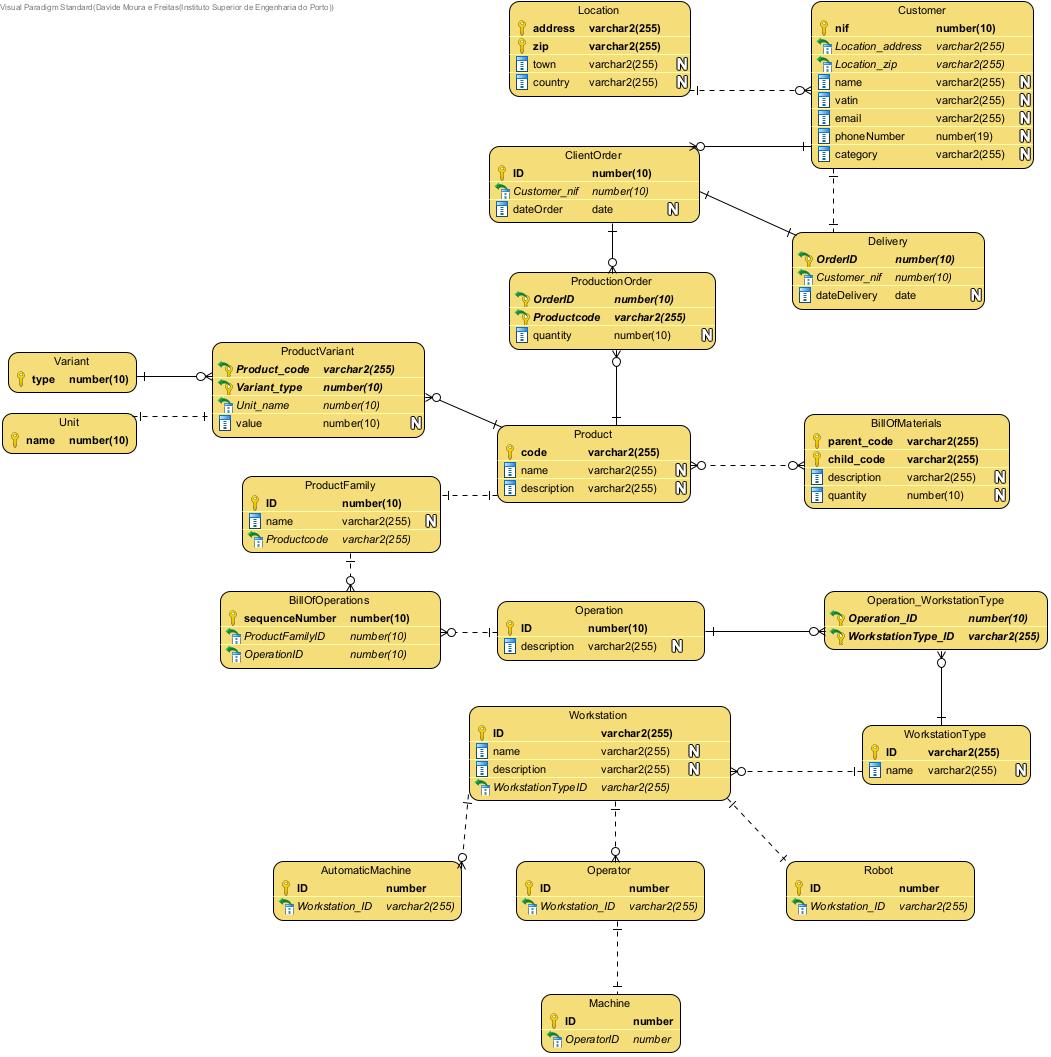 Visual Paradigm Standard(Davide Moura e Freitas(Instituto Superior de Engenharia do Porto))
Location
address varchar2(255)
zip varchar2(255)
town varchar2(255) N
country varchar2(255) N
Customer
nif number(10)
Location_address varchar2(255)
Location_zip varchar2(255)
name varchar2(255) N
vatin varchar2(255) N
email varchar2(255) N
phoneNumber number(19) N
category varchar2(255) N
ClientOrder
ID number(10)
Customer_nif number(10)
dateOrder date N
Delivery
OrderID number(10)
Customer_nif number(10)
dateDelivery date N
ProductionOrder
OrderID number(10)
Productcode varchar2(255)
quantity number(10) N
Variant
type number(10)
ProductVariant
Product_code varchar2(255)
Variant_type number(10)
Unit_name number(10)
value number(10) N
Unit
name number(10)
Product
code varchar2(255)
name varchar2(255) N
description varchar2(255) N
BillOfMaterials
parent_code varchar2(255)
child_code varchar2(255)
description varchar2(255) N
quantity number(10) N
ProductFamily
ID number(10)
name varchar2(255) N
Productcode varchar2(255)
BillOfOperations
sequenceNumber number(10)
ProductFamilyID number(10)
OperationID number(10)
Operation
ID number(10)
description varchar2(255) N
Operation_WorkstationType
Operation_ID number(10)
WorkstationType_ID varchar2(255)
Workstation
ID varchar2(255)
name varchar2(255) N
description varchar2(255) N
WorkstationTypeID varchar2(255)
WorkstationType
ID varchar2(255)
name varchar2(255) N
AutomaticMachine
ID number
Workstation_ID varchar2(255)
Operator
ID number
Workstation_ID varchar2(255)
Robot
ID number
Workstation_ID varchar2(255)
Machine
ID number
OperatorID number